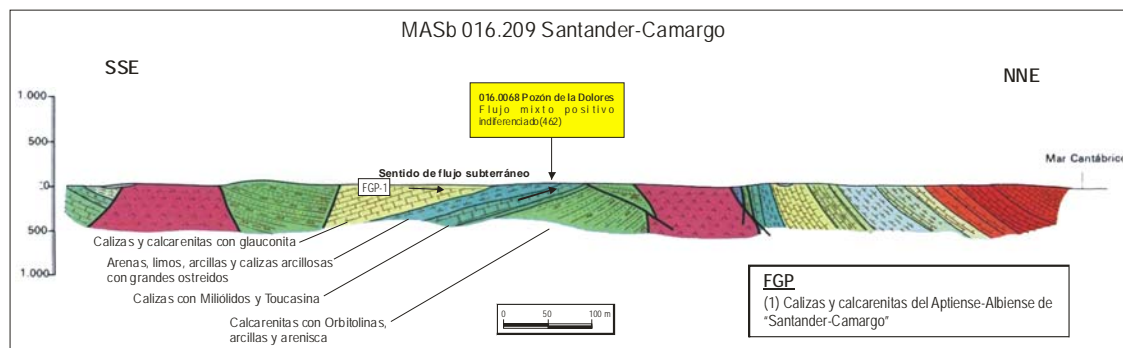 MASb 016.209 Santander-Camargo
SSE
NNE
016.0068 Pozón de la Dolores
Flujo mixto positivo
indiferenciado(462)
1.000
500
0
500
1.000
Mar Cantábrico
Sentido de flujo subterráneo
FGP-1
Calizas y calcarenitas con glauconita
Arenas, limos, arcillas y calizas arcillosas
con grandes ostreidos
Calizas con Miliólidos y Toucasina
Calcarenitas con Orbitolinas,
arcillas y arenisca
0 50 100 m
FGP
(1) Calizas y calcarenitas del Aptiense-Albiense de
“Santander-Camargo”